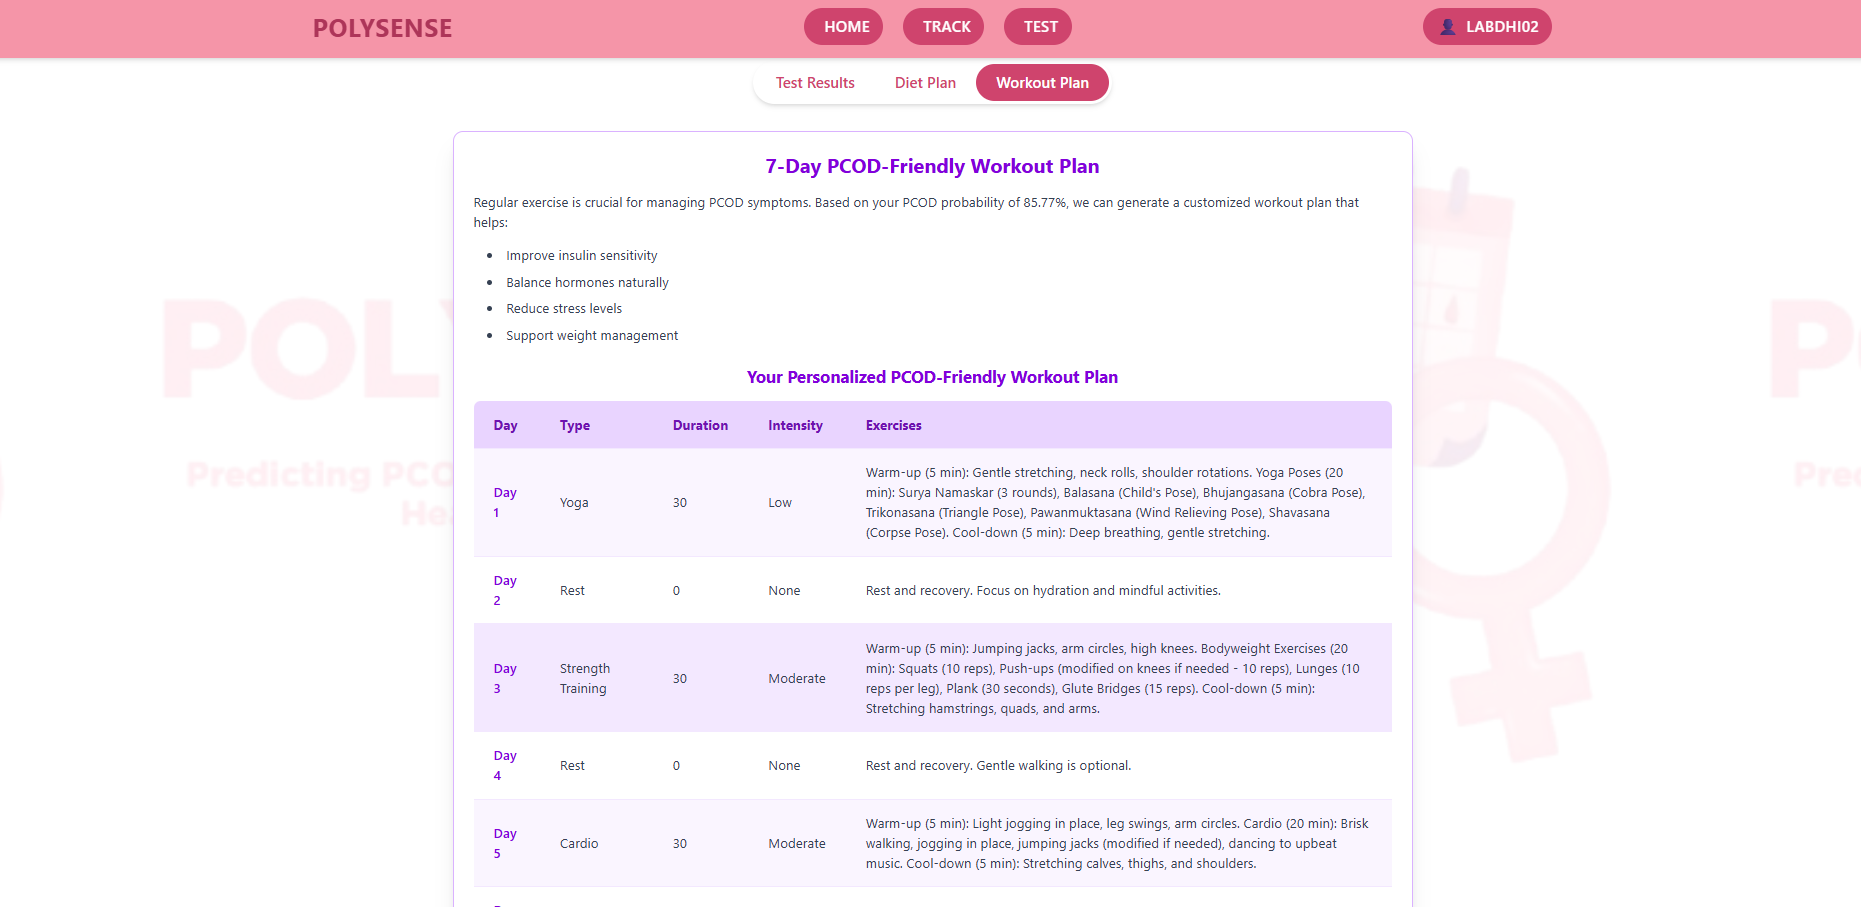 POLYSENSE
HOME
TRACK
TEST
LABDHI02
Test Results
Diet Plan
Workout Plan
7-Day PCOD-Friendly Workout Plan
Regular exercise is crucial for managing PCOD symptoms. Based on your PCOD probability of 85.77%, we can generate a customized workout plan that
helps:
Improve insulin sensitivity
Balance hormones naturally
Reduce stress levels
Support weight management
Your Personalized PCOD-Friendly Workout Plan
Day Type Duration Intensity Exercises
Day
1
Yoga
30
Low
Warm-up (5 min): Gentle stretching, neck rolls, shoulder rotations. Yoga Poses (20
min): Surya Namaskar (3 rounds), Balasana (Child's Pose), Bhujangasana (Cobra Pose),
Trikonasana (Triangle Pose), Pawanmuktasana (Wind Relieving Pose), Shavasana
(Corpse Pose). Cool-down (5 min): Deep breathing, gentle stretching.
Day
2
Rest
0
None
Rest and recovery. Focus on hydration and mindful activities.
Day
3
Strength
Training
30
Moderate
Warm-up (5 min): Jumping jacks, arm circles, high knees. Bodyweight Exercises (20
min): Squats (10 reps), Push-ups (modified on knees if needed - 10 reps), Lunges (10
reps per leg), Plank (30 seconds), Glute Bridges (15 reps). Cool-down (5 min):
Stretching hamstrings, quads, and arms.
Day
4
Rest
0
None
Rest and recovery. Gentle walking is optional.
Day
5
Cardio
30
Moderate
Warm-up (5 min): Light jogging in place, leg swings, arm circles. Cardio (20 min): Brisk
walking, jogging in place, jumping jacks (modified if needed), dancing to upbeat
music. Cool-down (5 min): Stretching calves, thighs, and shoulders.
POL
Predicting PCO